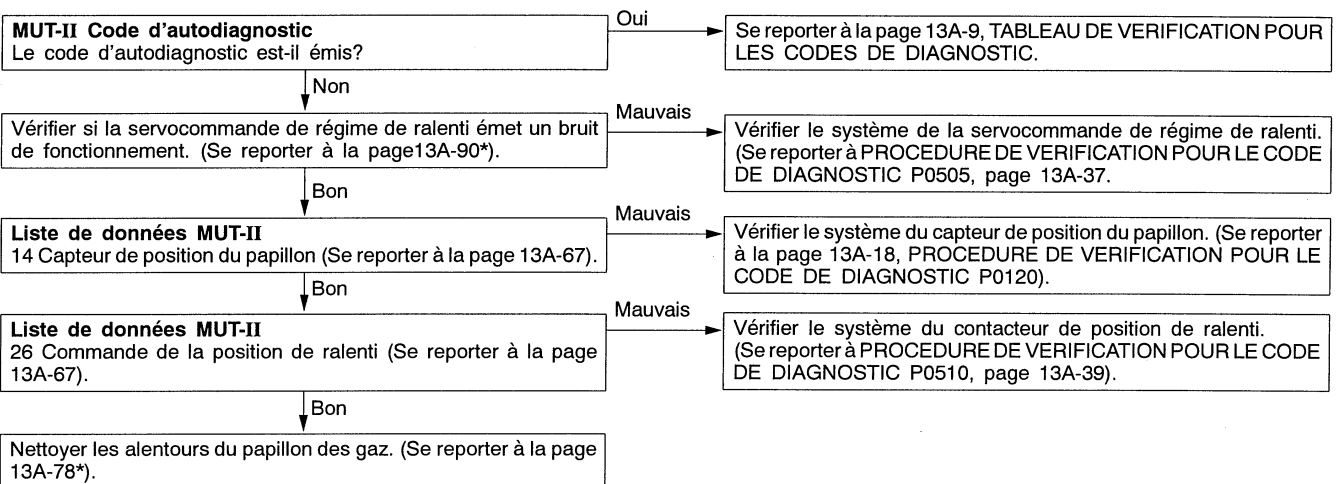 MUT-II Code d'autodiagnostic
Le code d'autodiagnostic est-il émis?
Oui
Se reporter à la page 13A-9, TABLEAU DE VERIFICATION POUR
LES CODES DE DIAGNOSTIC.
Non
Vérifier si la servocommande de régime de ralenti émet un bruit
de fonctionnement. (Se reporter à la page13A-90*).
Mauvais
Vérifier le système de la servocommande de régime de ralenti.
(Se reporter à PROCEDURE DE VERIFICATION POUR LE CODE
DE DIAGNOSTIC P0505, page 13A-37.
Bon
Liste de données MUT-II
14 Capteur de position du papillon (Se reporter à la page 13A-67).
Mauvais
Vérifier le système du capteur de position du papillon. (Se reporter
à la page 13A-18, PROCEDURE DE VERIFICATION POUR LE
CODE DE DIAGNOSTIC P0120).
Bon
Liste de données MUT-II
26 Commande de la position de ralenti (Se reporter à la page
13A-67).
Mauvais
Vérifier le système du contacteur de position de ralenti.
(Se reporter à PROCEDURE DE VERIFICATION POUR LE CODE
DE DIAGNOSTIC P0510, page 13A-39).
Bon
Nettoyer les alentours du papillon des gaz. (Se reporter à la page
13A-78*).